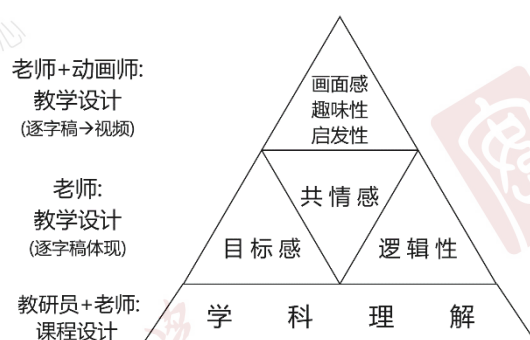 老师+动画师:
教学设计
(逐字稿→视频)
画面感
趣味性
启发性
老师:
教学设计
(逐字稿体现)
共情感
目标感
逻辑性
教研员+老师:
课程设计
学科理解